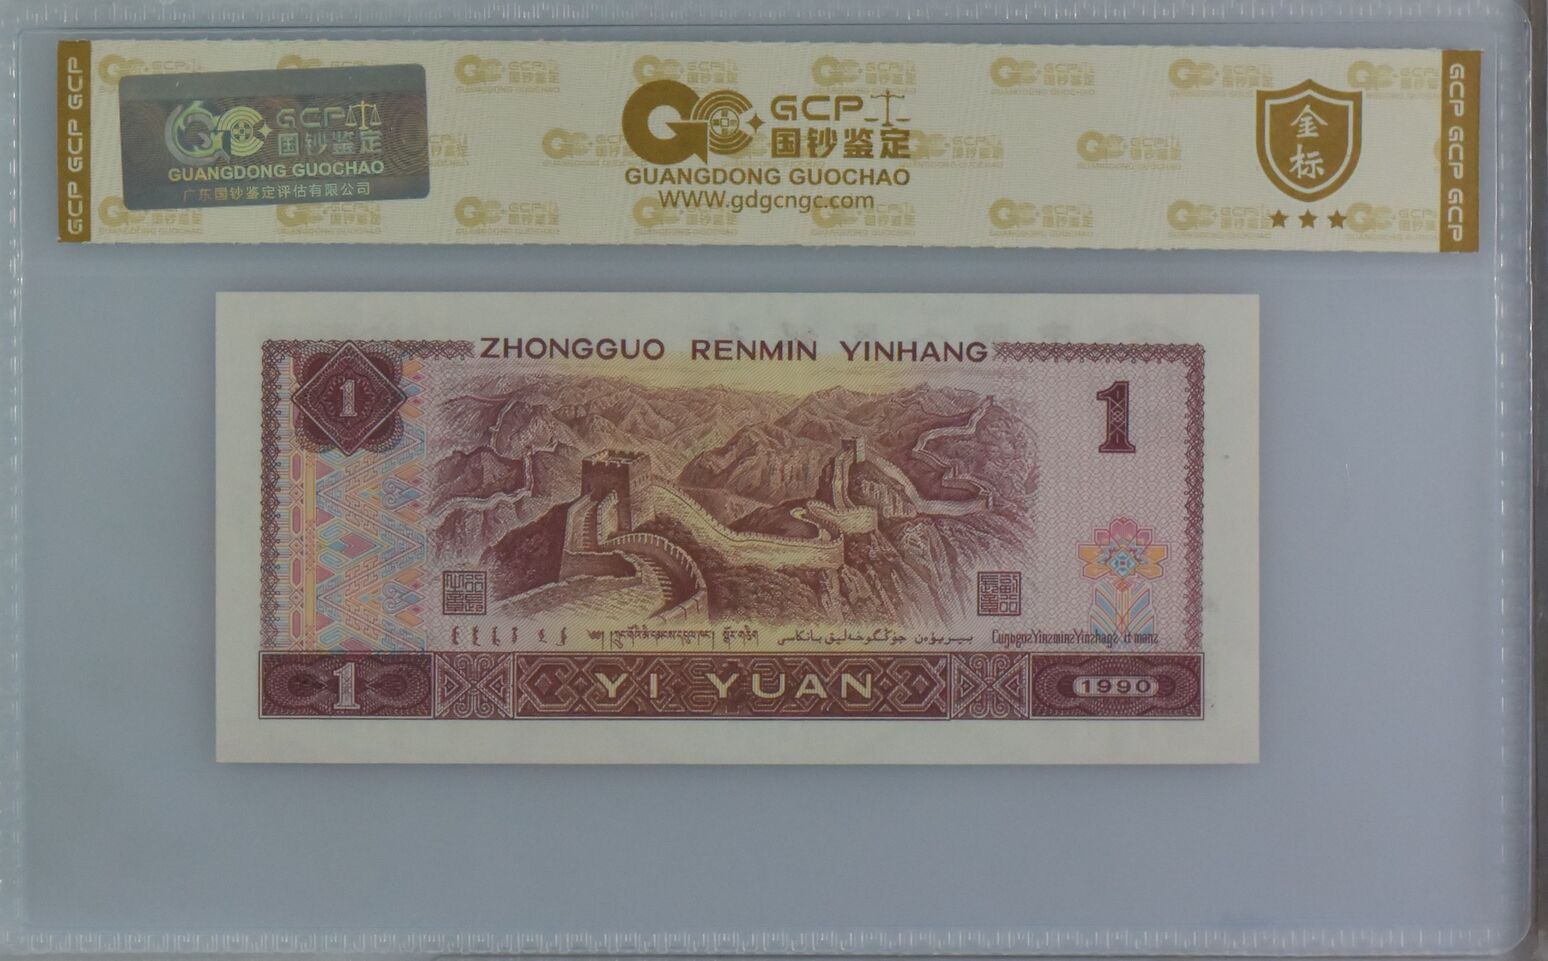 GCP GCP GCP
GCP
国钞鉴定
GUANGDONG GUOCHAO
广东国钞鉴定评估有限公司
GCP
国钞鉴定
GUANGDONG GUOCHAO
WWW.gdgcngc.com
金
标
GCP GCP GCP
ZHONGGUO RENMIN YINHANG
1
1
1
YI YUAN
1990